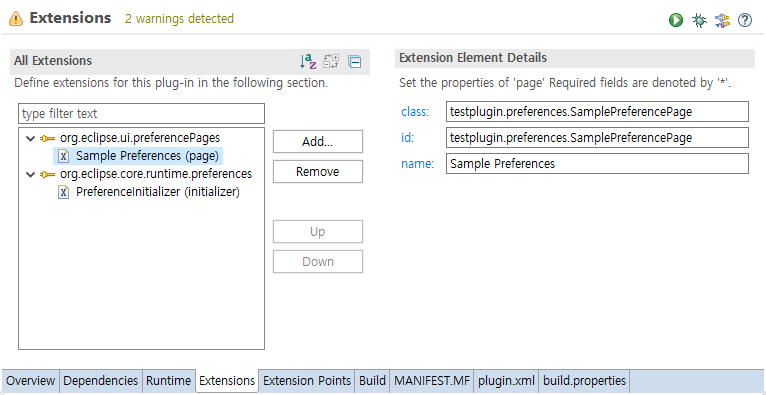 Extensions 2 warnings detected
All Extensions
Define extensions for this plug-in in the following section.
type filter text
org.eclipse.ui.preferencePages
Sample Preferences (page)
org.eclipse.core.runtime.preferences
PreferenceInitializer (initializer)
Add...
Remove
Up
Down
Extension Element Details
Set the properties of 'page' Required fields are denoted by '*'.
class: testplugin.preferences.SamplePreferencePage
id: testplugin.preferences.SamplePreferencePage
name: Sample Preferences
Overview Dependencies Runtime Extensions Extension Points Build MANIFEST.MF plugin.xml build.properties